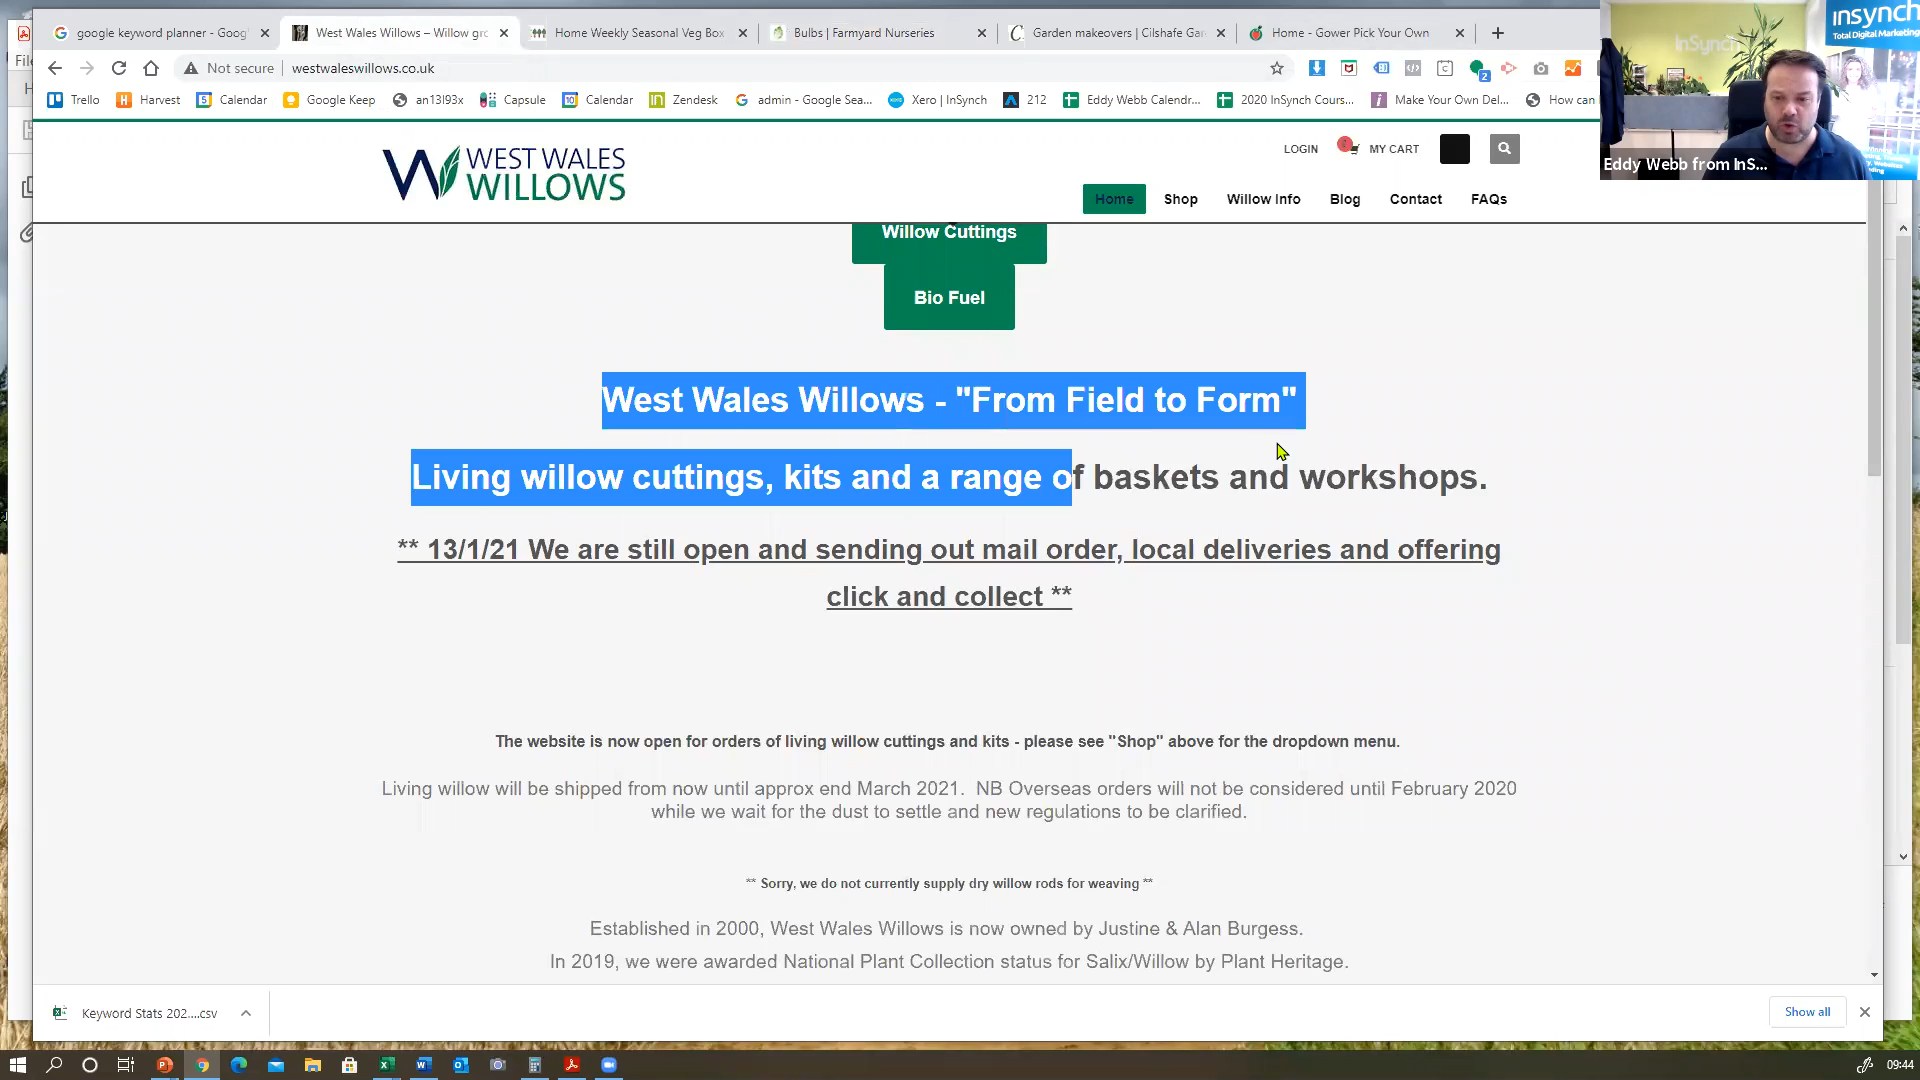 google keyword planner - Goog
West Wales Willows – Willow gro
Home Weekly Seasonal Veg Box
Bulbs | Farmyard Nurseries
Garden makeovers | Cilshafe Gar
Home - Gower Pick Your Own
Not secure
westwaleswillows.co.uk
Trello
Harvest
Calendar
Google Keep
an13l93x
Capsule
Calendar
Zendesk
admin - Google Sea...
Xero | InSynch
212
Eddy Webb Calendr...
2020 InSynch Cours...
Make Your Own Del...
How can
insynch
Total Digital Marketing
InSynch
Eddy Webb from InS...
WEST WALES
WILLOWS
LOGIN
MY CART
Home
Shop
Willow Info
Blog
Contact
FAQs
Willow Cuttings
Bio Fuel
West Wales Willows - "From Field to Form"
Living willow cuttings, kits and a range of baskets and workshops.
** 13/1/21 We are still open and sending out mail order, local deliveries and offering
click and collect **
The website is now open for orders of living willow cuttings and kits - please see "Shop" above for the dropdown menu.
Living willow will be shipped from now until approx end March 2021.  NB Overseas orders will not be considered until February 2020
while we wait for the dust to settle and new regulations to be clarified.
** Sorry, we do not currently supply dry willow rods for weaving **
Established in 2000, West Wales Willows is now owned by Justine & Alan Burgess.
In 2019, we were awarded National Plant Collection status for Salix/Willow by Plant Heritage.
Keyword Stats 202....csv
Show all
09:44